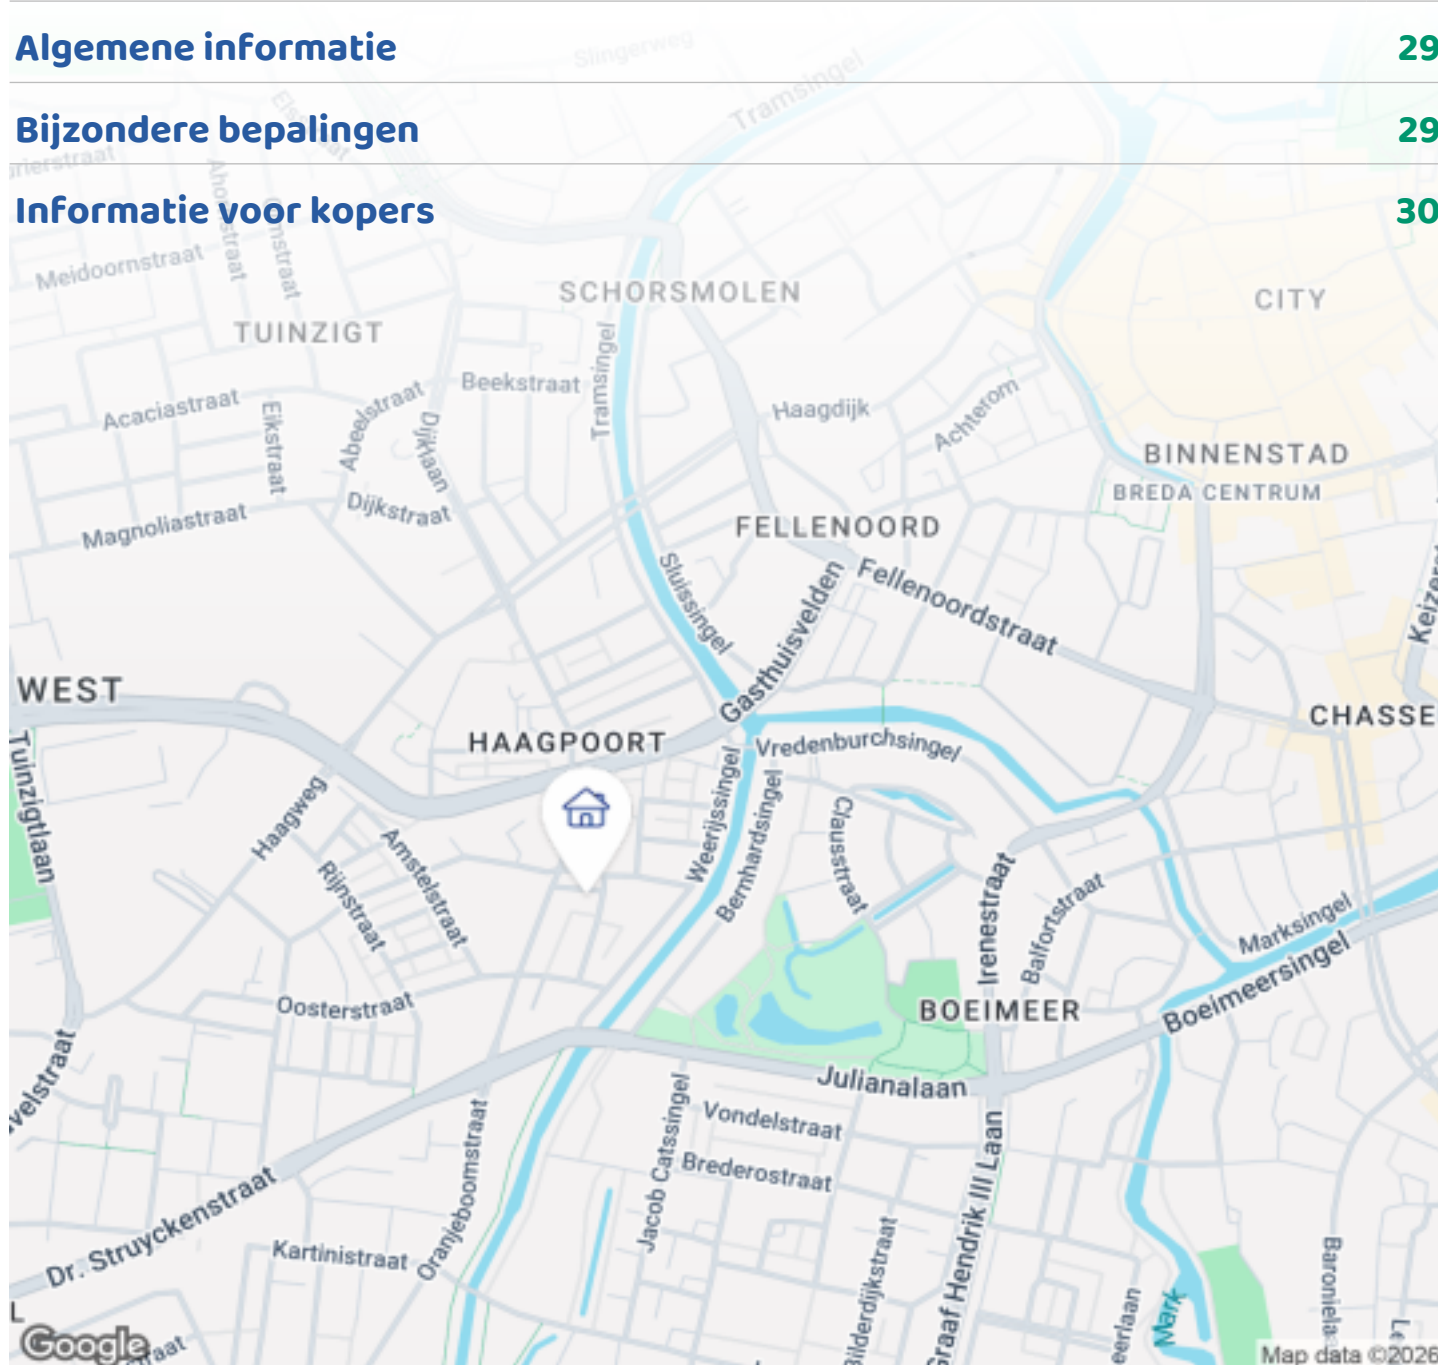 Algemene informatie 29
Slingerweg
Tramsingel
Bijzondere bepalingen 29
Informatie voor kopers 30
Meidoornstraat
SCHORSMOLEN
CITY
TUINZIGT
Tramsingel
Beekstraat
Acaciastraat
Eikstraat
Abeelstraat
Dijklaan
Haagdijk
Achterom
BINNENSTAD
BREDA CENTRUM
Dijkstraat
Magnoliastraat
FELLENOORD
Sluissingel
Fellenoordstraat
Gasthuisvelden
WEST
HAAGPOORT
CHASSE
Vredenburchsingel
Tuinzigtlaan
Haagweg
Weerijssingel
Bernhardsingel
Claussstraat
Amstelstraat
Rijnstraat
Irenestraat
Balfortstraat
Marksingel
Boeimeersingel
Oosterstraat
BOEIMEER
Julianalaan
Jacob Catssingel
Vondelstraat
Brederostraat
Graaf Hendrik III Laan
Oranjeboomstraat
Dr. Struyckenstraat
Kartinistraat
Bilderdijkstraat
Mark
Google
Map data ©2026